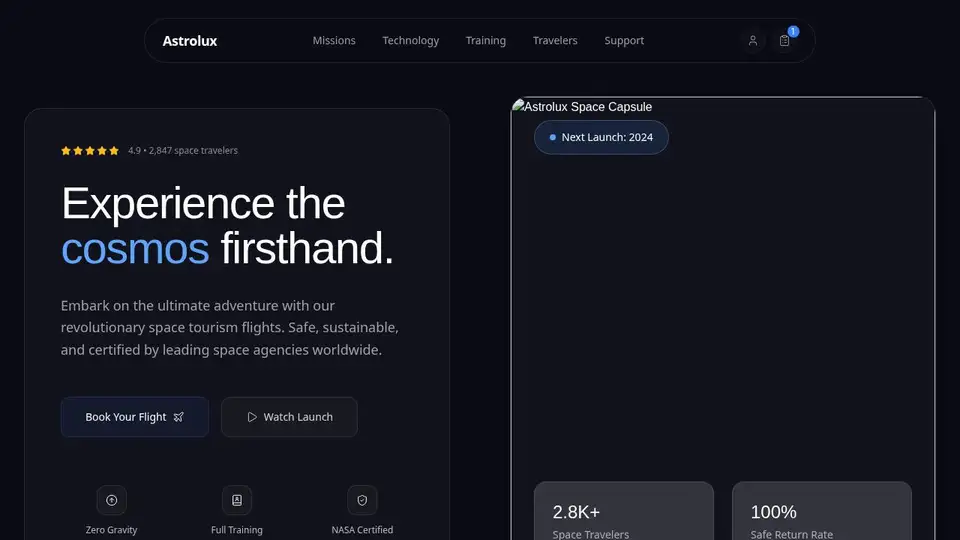 Astrolux
Missions
Technology
Training
Travelers
Support
1
4.9 • 2,847 space travelers
Experience the
cosmos firsthand.
Embark on the ultimate adventure with our
revolutionary space tourism flights. Safe, sustainable,
and certified by leading space agencies worldwide.
Book Your Flight
Watch Launch
Zero Gravity
Full Training
NASA Certified
Astrolux Space Capsule
Next Launch: 2024
2.8K+
Space Travelers
100%
Safe Return Rate